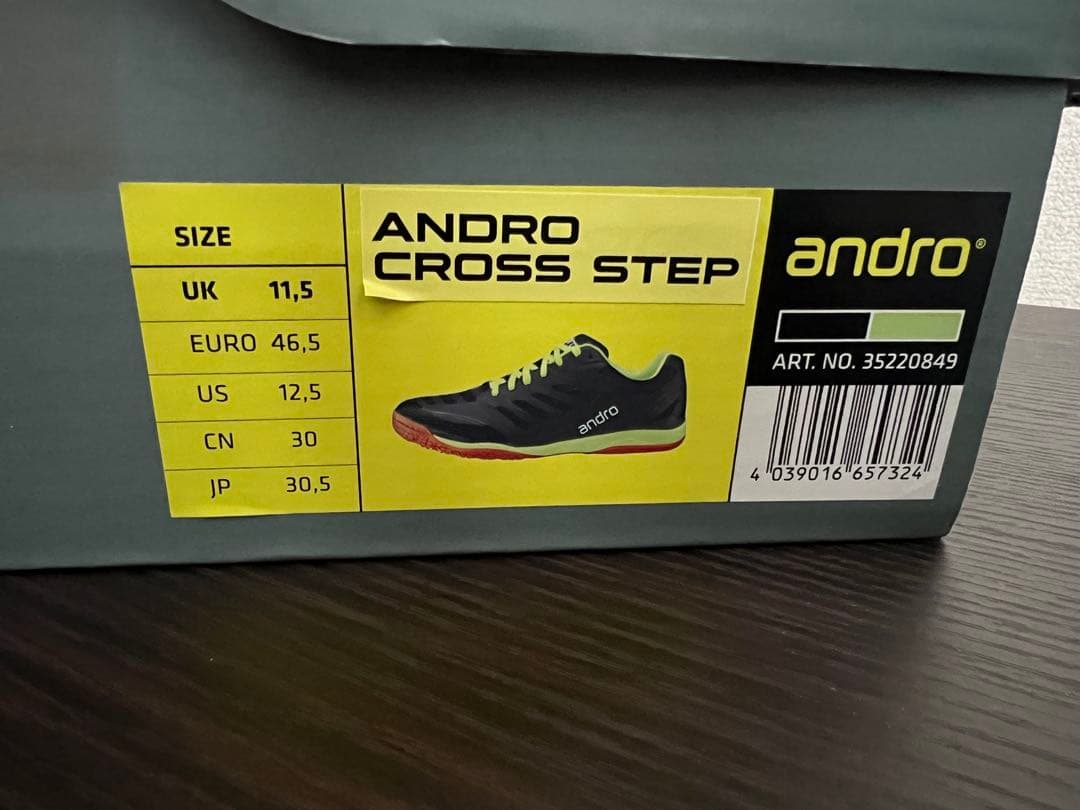 SIZE
UK 11,5
EURO 46,5
US 12,5
CN 30
JP 30,5
ANDRO
CROSS STEP
andro
andro®
ART. NO. 35220849
4 039016 657324